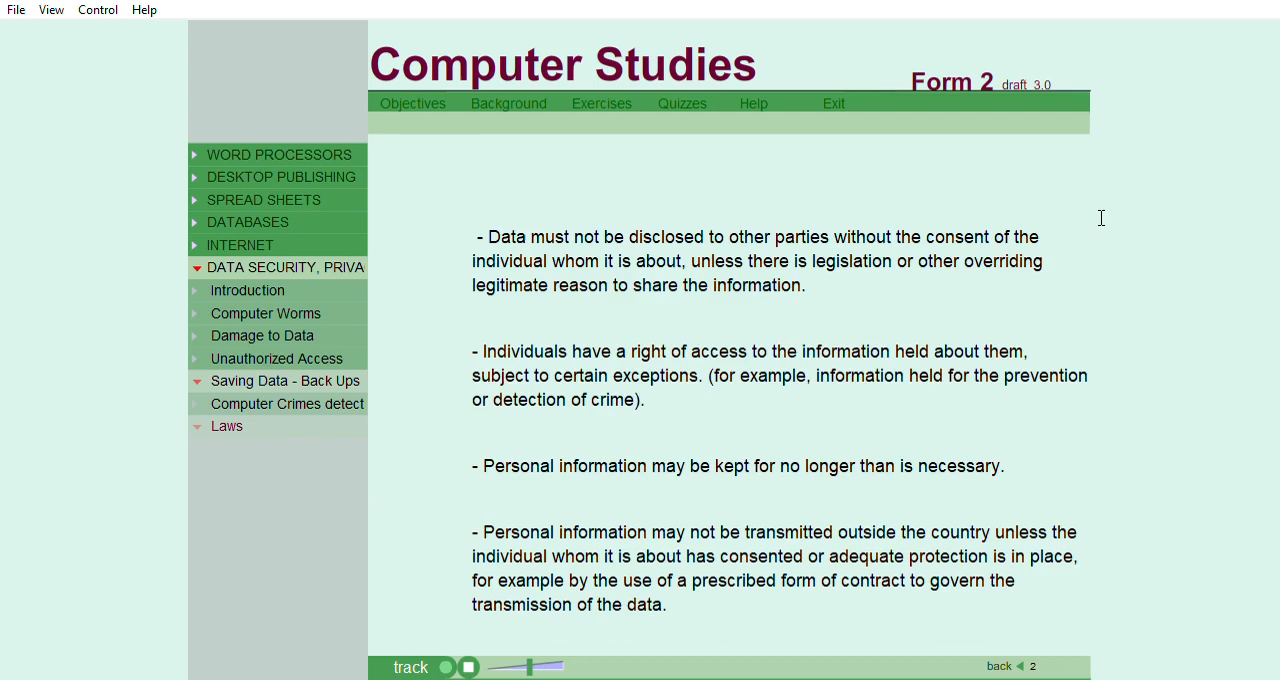 File View Control Help
Computer Studies
Form 2 draft 3.0
Objectives Background Exercises Quizzes Help Exit
WORD PROCESSORS
DESKTOP PUBLISHING
SPREAD SHEETS
DATABASES
INTERNET
DATA SECURITY, PRIVA
Introduction
Computer Worms
Damage to Data
Unauthorized Access
Saving Data - Back Ups
Computer Crimes detect
Laws
- Data must not be disclosed to other parties without the consent of the
individual whom it is about, unless there is legislation or other overriding
legitimate reason to share the information.
- Individuals have a right of access to the information held about them,
subject to certain exceptions. (for example, information held for the prevention
or detection of crime).
- Personal information may be kept for no longer than is necessary.
- Personal information may not be transmitted outside the country unless the
individual whom it is about has consented or adequate protection is in place,
for example by the use of a prescribed form of contract to govern the
transmission of the data.
track
back 2